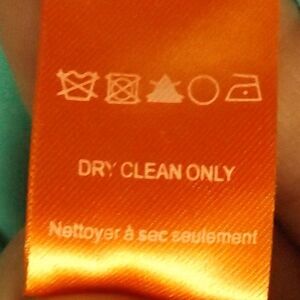 DRY CLEAN ONLY
Nettoyer à sec seulement